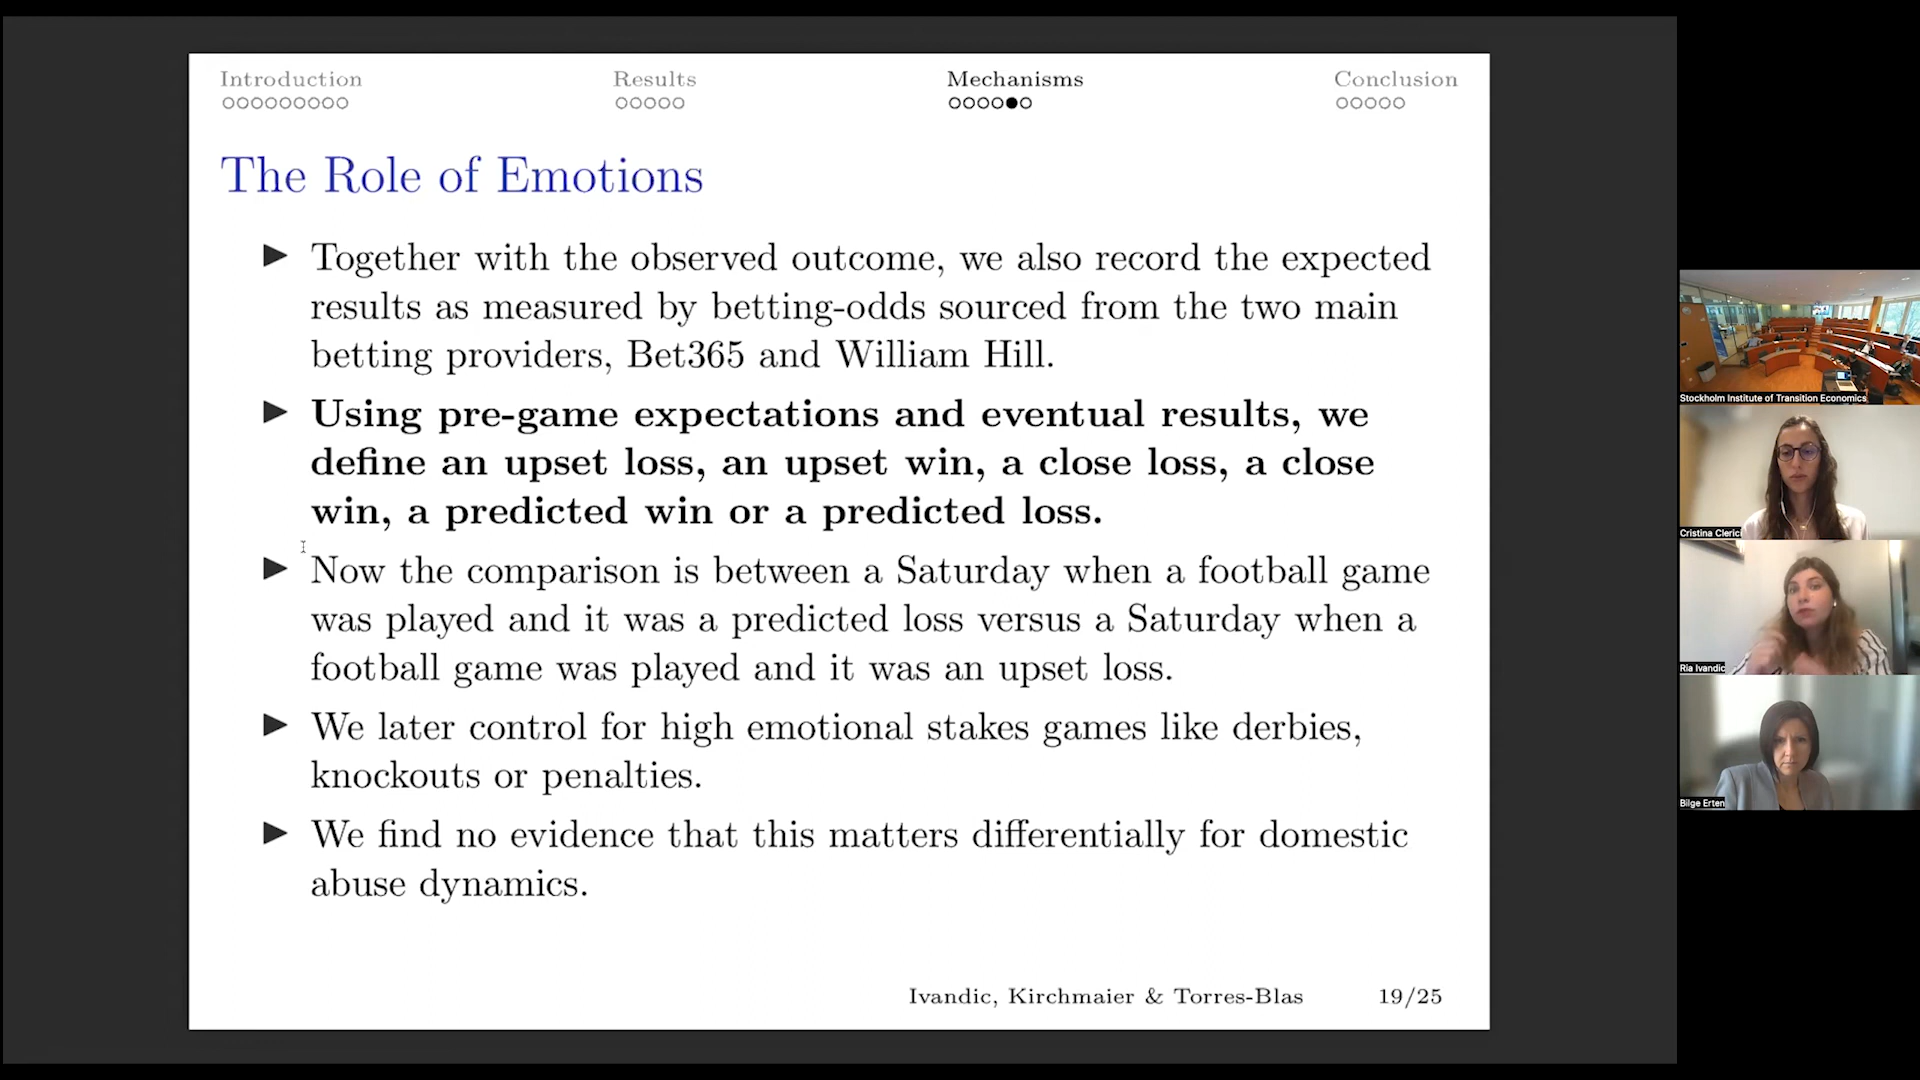 Introduction
Results
Mechanisms
Conclusion
The Role of Emotions
Together with the observed outcome, we also record the expected
results as measured by betting-odds sourced from the two main
betting providers, Bet365 and William Hill.
Using pre-game expectations and eventual results, we
define an upset loss, an upset win, a close loss, a close
win, a predicted win or a predicted loss.
Now the comparison is between a Saturday when a football game
was played and it was a predicted loss versus a Saturday when a
football game was played and it was an upset loss.
We later control for high emotional stakes games like derbies,
knockouts or penalties.
We find no evidence that this matters differentially for domestic
abuse dynamics.
Ivandic, Kirchmaier & Torres-Blas
19/25
Stockholm Institute of Transition Economics
Cristina Clerici
Ria Ivandic
Bilge Erten